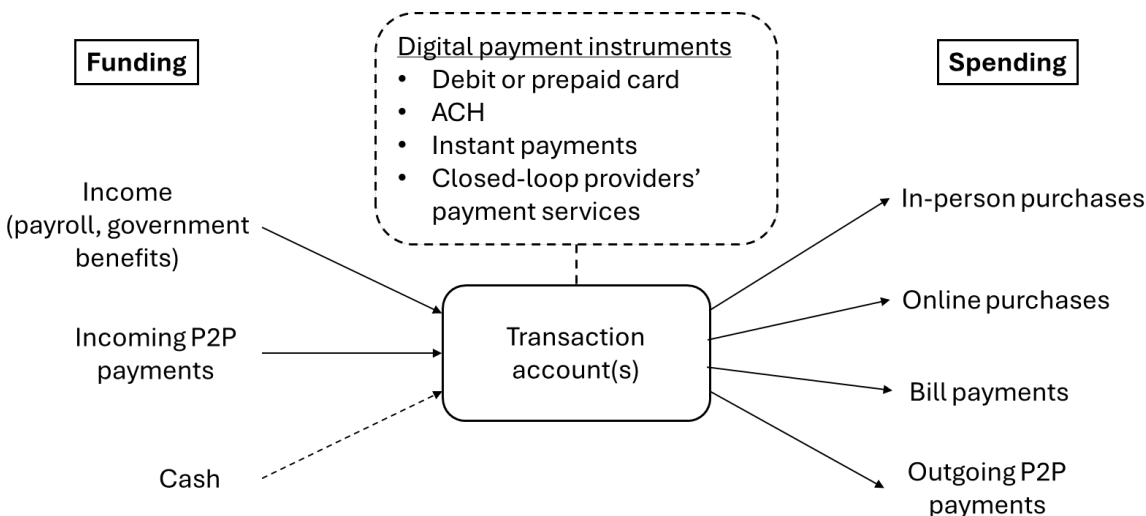 Funding
Digital payment instruments
• Debit or prepaid card
• ACH
• Instant payments
• Closed-loop providers’
payment services
Spending
Income
(payroll, government
benefits)
Incoming P2P
payments
Cash
Transaction
account(s)
In-person purchases
Online purchases
Bill payments
Outgoing P2P
payments